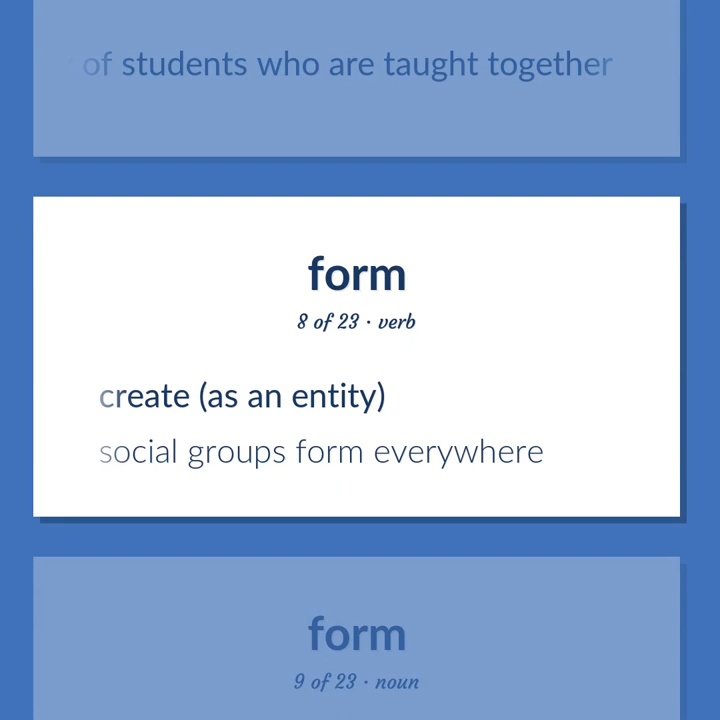 of students who are taught together
form
8 of 23 · verb
create (as an entity)
social groups form everywhere
form
9 of 23 · noun